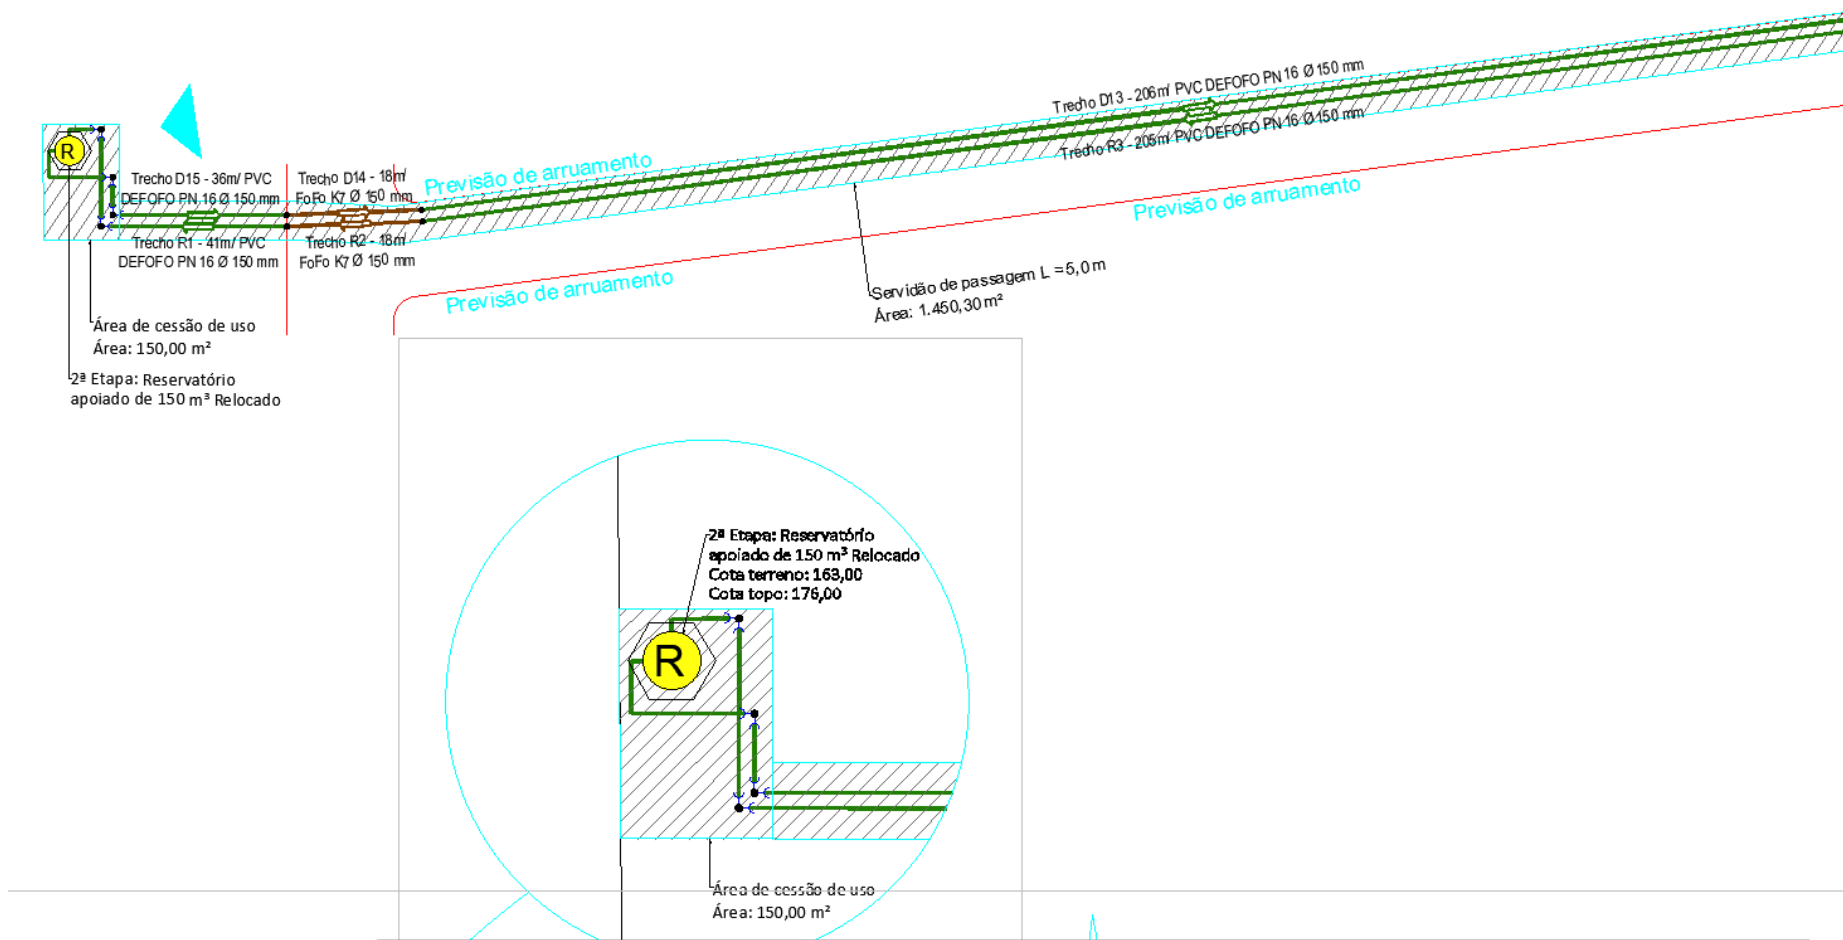 Trecho D13 - 206m/ PVC DEFOFO PN 16 Ø 150 mm
Trecho R3 - 205m/ PVC DEFOFO PN 16 Ø 150 mm
Previsão de arruamento
Previsão de arruamento
Previsão de arruamento
R
Trecho D15 - 36m/ PVC
DEFOFO PN 16 Ø 150 mm
Trecho D14 - 18m/
FoFo K7 Ø 150 mm
Trecho R1 - 41m/ PVC
DEFOFO PN 16 Ø 150 mm
Trecho R2 - 18m/
FoFo K7 Ø 150 mm
Servidão de passagem L = 5,0 m
Área: 1.450,30 m²
Área de cessão de uso
Área: 150,00 m²
2ª Etapa: Reservatório
apoiado de 150 m³ Relocado
2ª Etapa: Reservatório
apoiado de 150 m³ Relocado
Cota terreno: 163,00
Cota topo: 176,00
R
Área de cessão de uso
Área: 150,00 m²